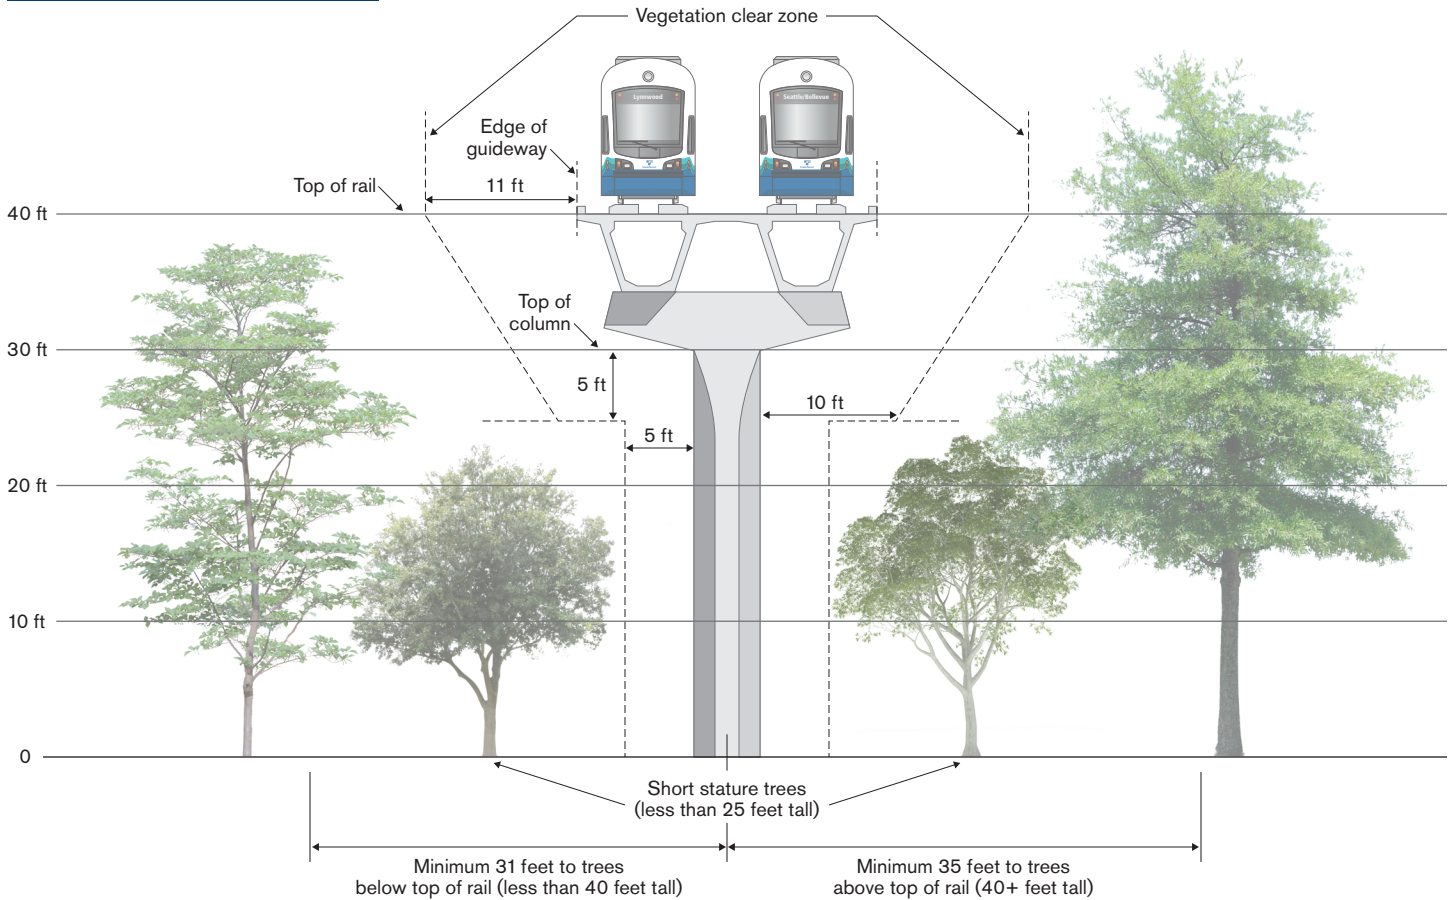 Vegetation clear zone
Lynnwood
Seattle/Bellevue
Edge of
guideway
11 ft
Top of rail
40 ft
Top of
column
30 ft
5 ft
10 ft
5 ft
20 ft
10 ft
0
Short stature trees
(less than 25 feet tall)
Minimum 31 feet to trees
below top of rail (less than 40 feet tall)
Minimum 35 feet to trees
above top of rail (40+ feet tall)